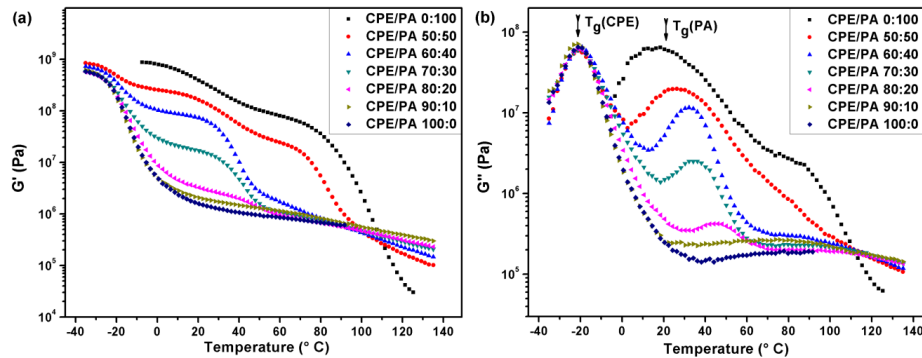 (a)
CPE/PA 0:100
CPE/PA 50:50
CPE/PA 60:40
CPE/PA 70:30
CPE/PA 80:20
CPE/PA 90:10
CPE/PA 100:0
10⁹
10⁸
10⁷
10⁶
10⁵
10⁴
G' (Pa)
-40 -20 0 20 40 60 80 100 120 140
Temperature (° C)
(b)
Tg(CPE)
Tg(PA)
CPE/PA 0:100
CPE/PA 50:50
CPE/PA 60:40
CPE/PA 70:30
CPE/PA 80:20
CPE/PA 90:10
CPE/PA 100:0
10⁸
10⁷
10⁶
10⁵
G'' (Pa)
-40 -20 0 20 40 60 80 100 120 140
Temperature (° C)